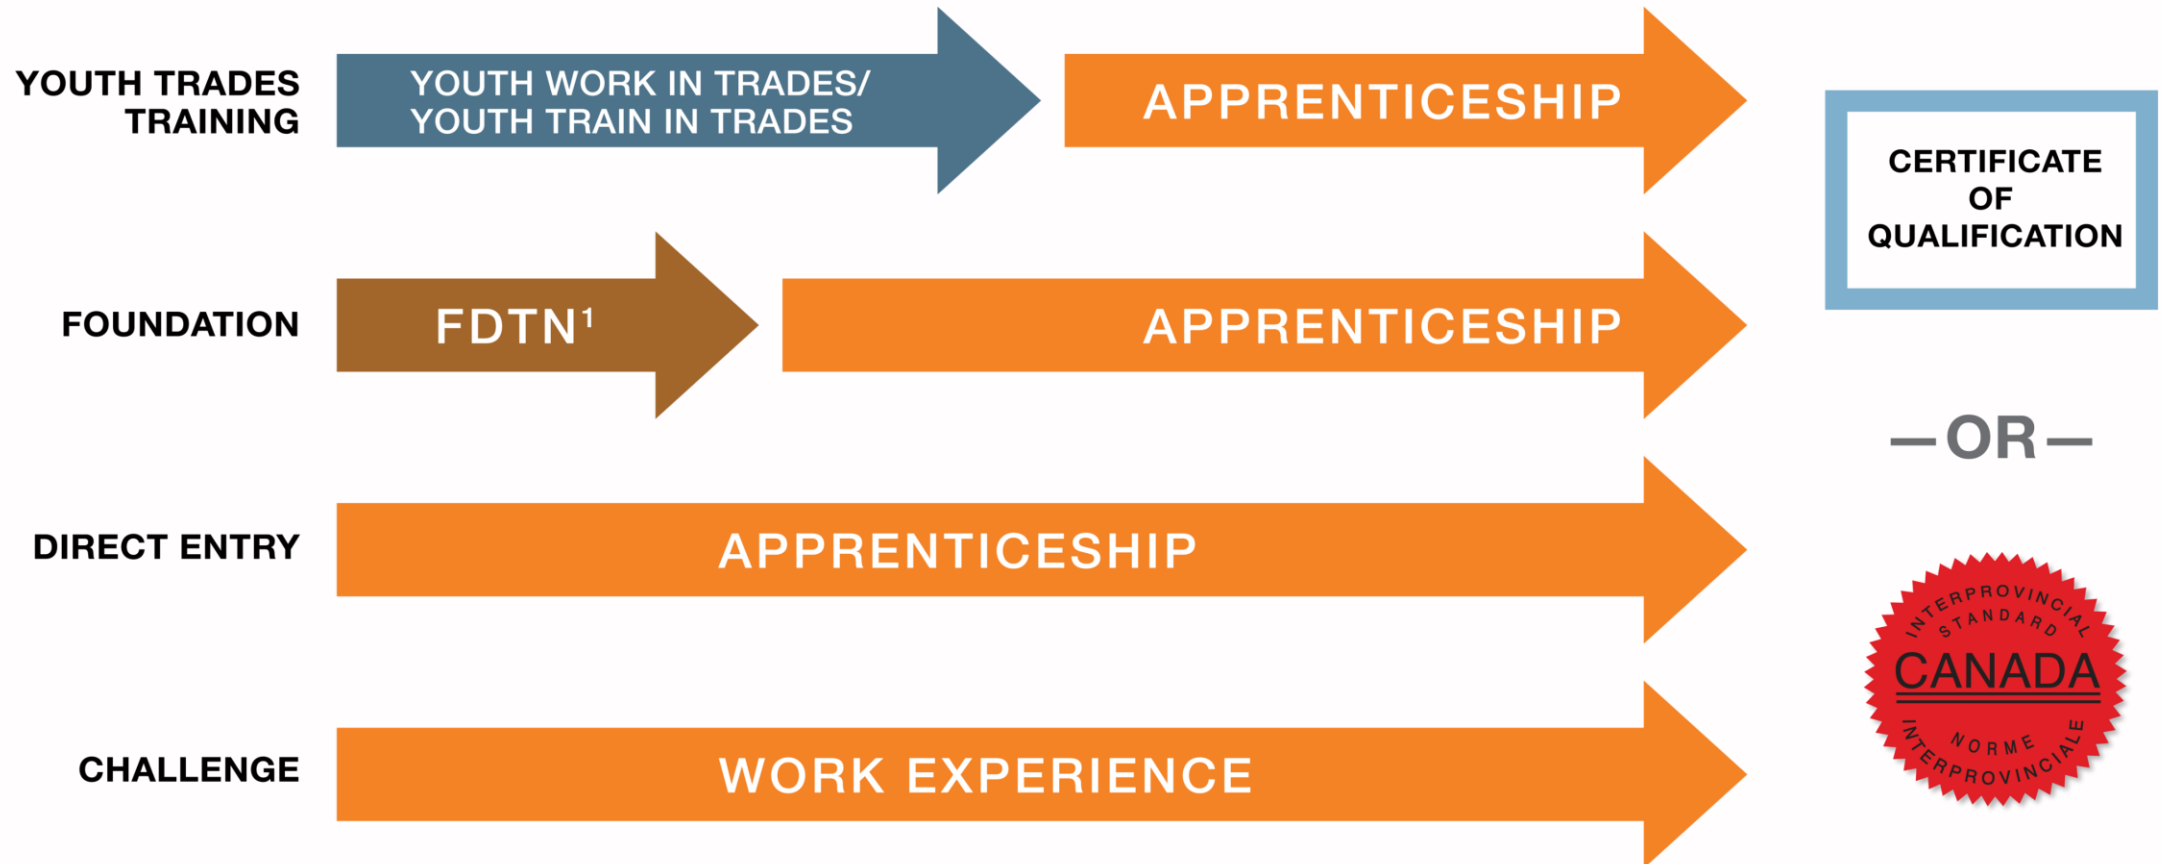 YOUTH TRADES
TRAINING
YOUTH WORK IN TRADES/
YOUTH TRAIN IN TRADES
APPRENTICESHIP
CERTIFICATE
OF
QUALIFICATION
FOUNDATION
FDTN¹
APPRENTICESHIP
—OR—
DIRECT ENTRY
APPRENTICESHIP
INTERPROVINCIAL
STANDARD
CANADA
NORME
INTERPROVINCIALE
CHALLENGE
WORK EXPERIENCE